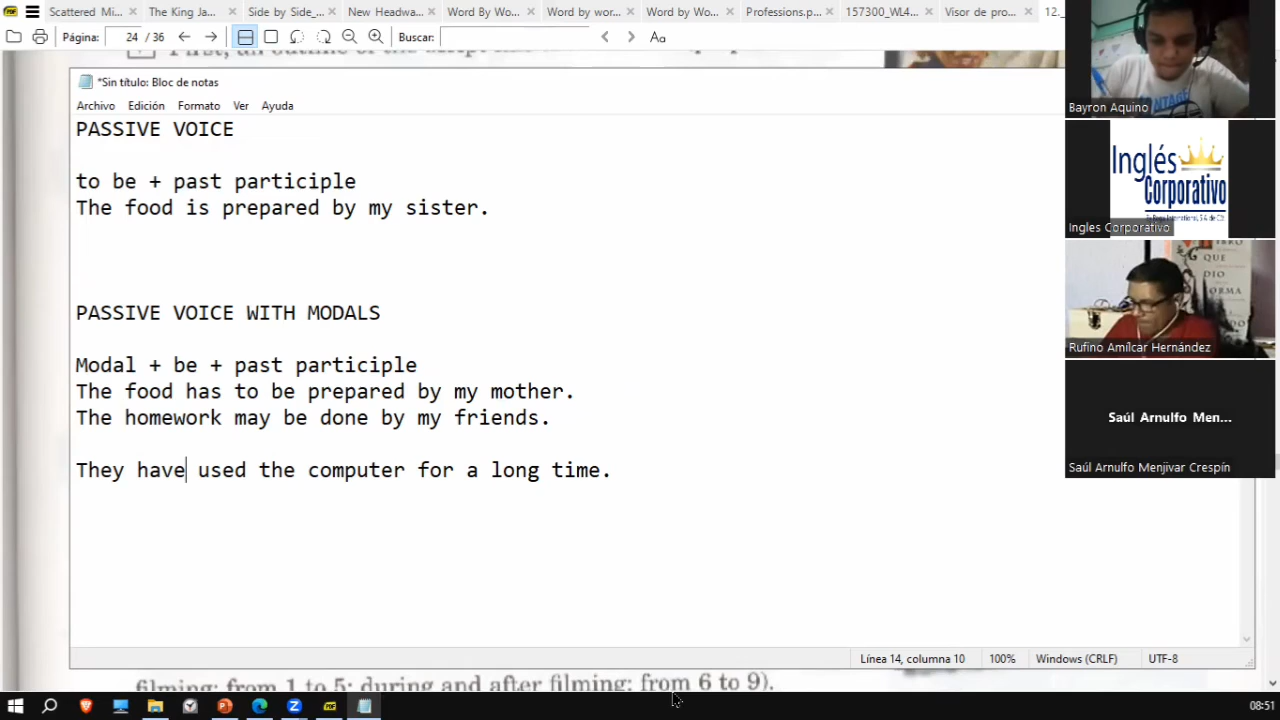 Scattered Mi...
The King Ja...
Side by Side_...
New Headwa...
Word By Wo...
Word by wor...
Word by Wo...
Professions.p...
157300_WL4...
Visor de pro...
12._
Página:
24 / 36
Buscar:
Aa
*Sin título: Bloc de notas
Archivo Edición Formato Ver Ayuda
PASSIVE VOICE
to be + past participle
The food is prepared by my sister.
PASSIVE VOICE WITH MODALS
Modal + be + past participle
The food has to be prepared by my mother.
The homework may be done by my friends.
They have used the computer for a long time.
Línea 14, columna 10
100%
Windows (CRLF)
UTF-8
filming: from 1 to 5; during and after filming: from 6 to 9).
Bayron Aquino
Inglés
Corporativo
Ingles Corporativo
LIBRO
QUE
DIO
FORMA
Rufino Amílcar Hernández
Saúl Arnulfo Men...
Saúl Arnulfo Menjivar Crespín
08:51